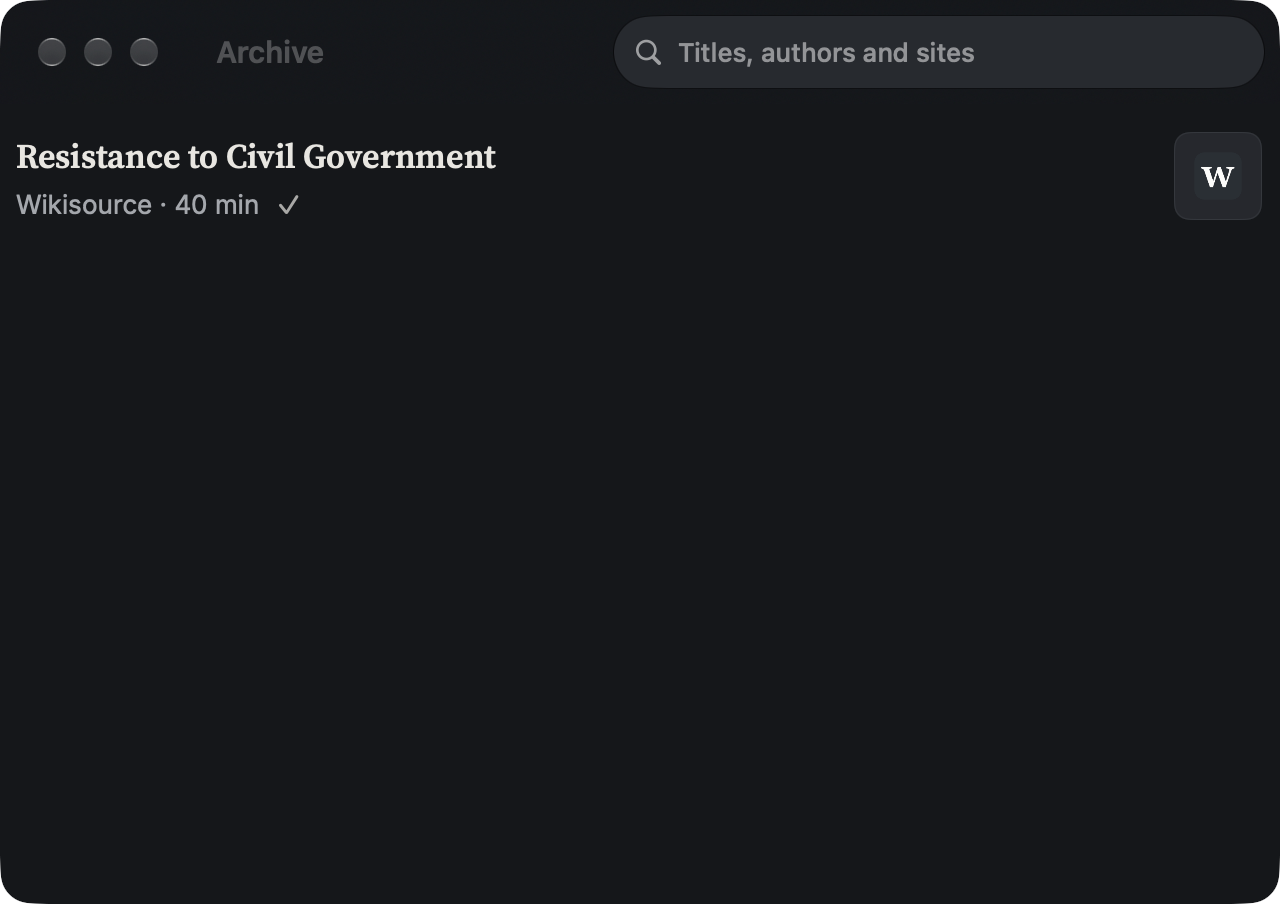 Archive
Titles, authors and sites
Resistance to Civil Government
Wikisource · 40 min ✓
W